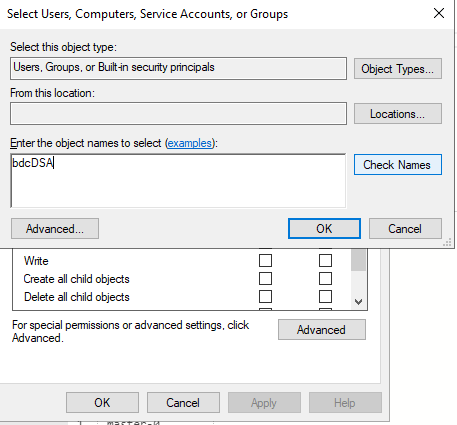 Select Users, Computers, Service Accounts, or Groups
Select this object type:
Users, Groups, or Built-in security principals
Object Types...
From this location:
Locations...
Enter the object names to select (examples):
bdcDSA
Check Names
Advanced...
OK
Cancel
Write
Create all child objects
Delete all child objects
For special permissions or advanced settings, click
Advanced.
Advanced
OK
Cancel
Apply
Help